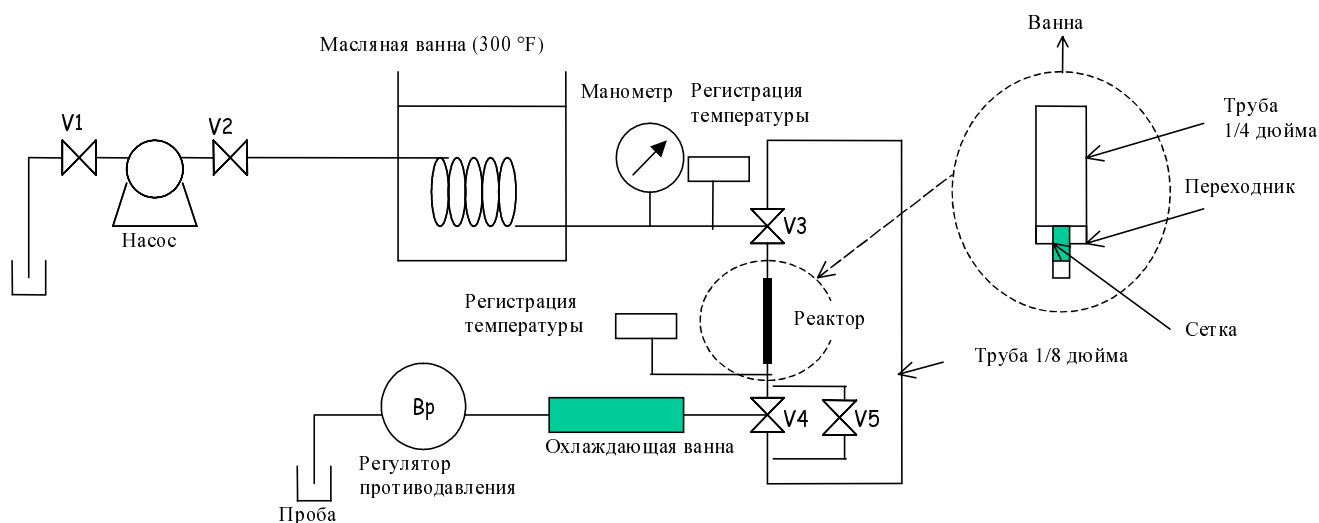 Ванна
Масляная ванна (300 °F)
Манометр
Регистрация
температуры
Труба
1/4 дюйма
V1
V2
Переходник
V3
Насос
Регистрация
температуры
Реактор
Сетка
Труба 1/8 дюйма
Bp
V4
V5
Охлаждающая ванна
Регулятор
противодавления
Проба